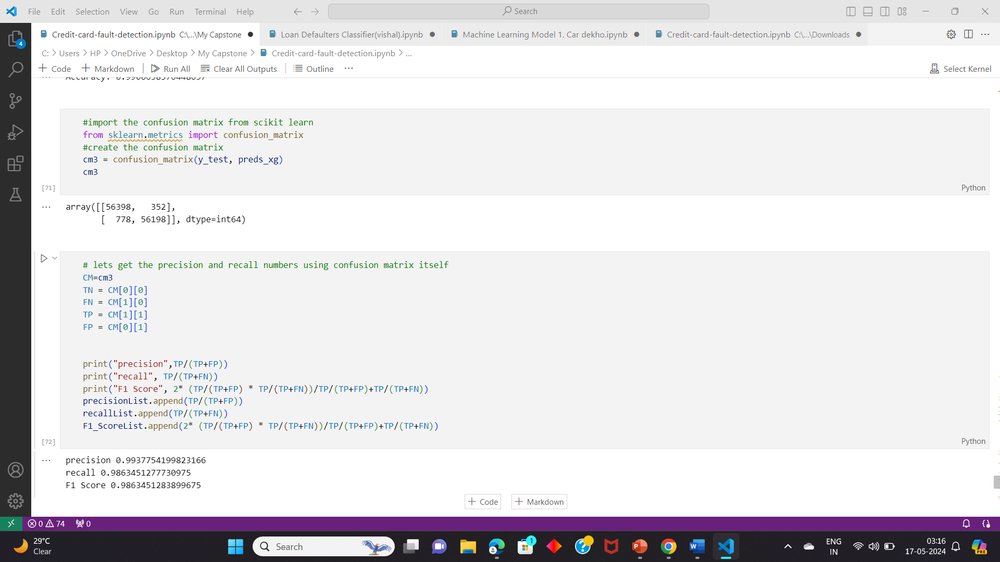 File Edit Selection View Go Run Terminal Help Search
Credit-card-fault-detection.ipynb C:\...\My Capstone Loan Defaulters Classifier(vishal).ipynb Machine Learning Model 1. Car dekho.ipynb Credit-card-fault-detection.ipynb C:\...\Downloads
C: > Users > HP > OneDrive > Desktop > My Capstone > Credit-card-fault-detection.ipynb > ...
+ Code + Markdown Run All Clear All Outputs Outline ... Select Kernel
#import the confusion matrix from scikit learn
from sklearn.metrics import confusion_matrix
#create the confusion matrix
cm3 = confusion_matrix(y_test, preds_xg)
cm3
[71] Python
... array([[56398,   352],
       [  778, 56198]], dtype=int64)
# lets get the precision and recall numbers using confusion matrix itself
CM=cm3
TN = CM[0][0]
FN = CM[1][0]
TP = CM[1][1]
FP = CM[0][1]
print("precision",TP/(TP+FP))
print("recall", TP/(TP+FN))
print("F1 Score", 2* (TP/(TP+FP) * TP/(TP+FN))/TP/(TP+FP)+TP/(TP+FN))
precisionList.append(TP/(TP+FP))
recallList.append(TP/(TP+FN))
F1_ScoreList.append(2* (TP/(TP+FP) * TP/(TP+FN))/TP/(TP+FP)+TP/(TP+FN))
[72] Python
... precision 0.9937754199823166
recall 0.9863451277730975
F1 Score 0.9863451283899675
+ Code + Markdown
0 74 0
29°C
Clear
Search
ENG
IN
03:16
17-05-2024